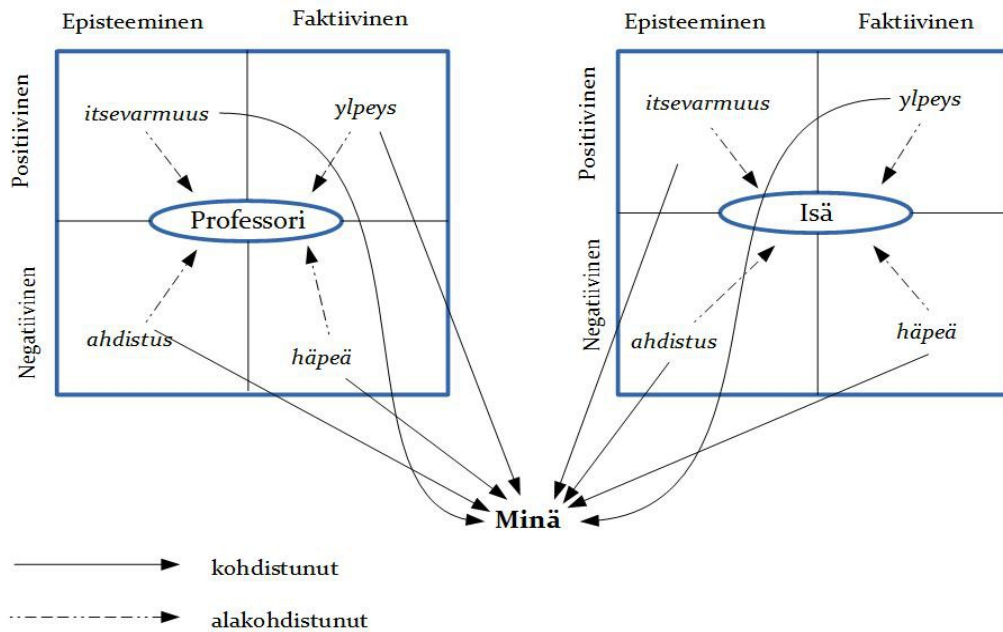 Episteeminen
Faktiivinen
Episteeminen
Faktiivinen
Positiivinen
itsevarmuus
ylpeys
Positiivinen
itsevarmuus
ylpeys
Professori
Isä
Negatiivinen
ahdistus
häpeä
Negatiivinen
ahdistus
häpeä
Minä
kohdistunut
alakohdistunut